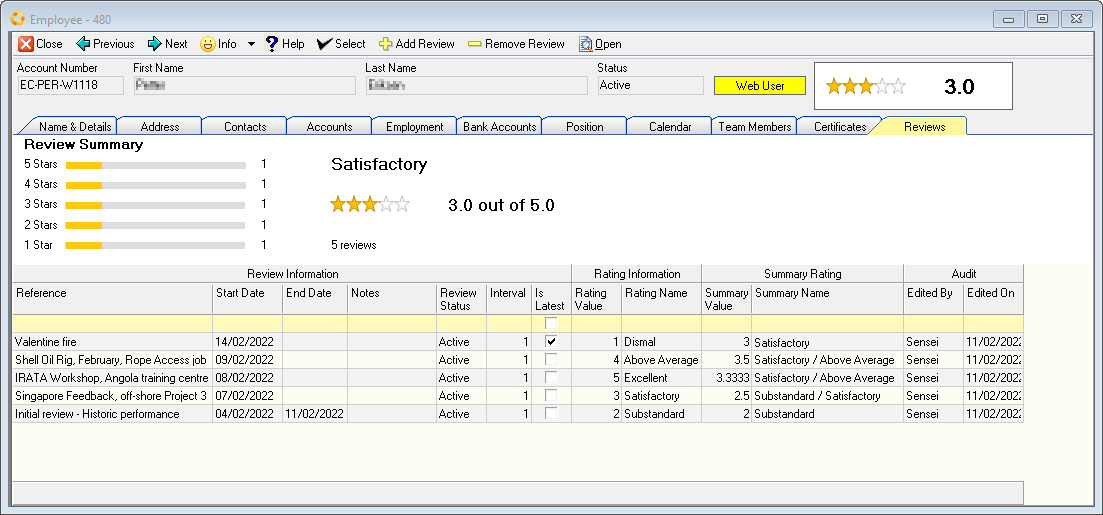 Employee - 480
Close Previous Next Info Help Select Add Review Remove Review Open
Account Number First Name Last Name Status
EC-PER-W1118 Active Web User 3.0
Name & Details Address Contacts Accounts Employment Bank Accounts Position Calendar Team Members Certificates Reviews
Review Summary
5 Stars 1
4 Stars 1
3 Stars 1
2 Stars 1
1 Star 1
Satisfactory
3.0 out of 5.0
5 reviews
Review Information Rating Information Summary Rating Audit
Reference Start Date End Date Notes Review Status Interval Is Latest Rating Value Rating Name Summary Value Summary Name Edited By Edited On
Valentine fire 14/02/2022 Active 1 1 Dismal 3 Satisfactory Sensei 11/02/2022
Shell Oil Rig, February, Rope Access job 09/02/2022 Active 1 4 Above Average 3.5 Satisfactory / Above Average Sensei 11/02/2022
IRATA Workshop, Angola training centre 08/02/2022 Active 1 5 Excellent 3.3333 Satisfactory / Above Average Sensei 11/02/2022
Singapore Feedback, off-shore Project 3 07/02/2022 Active 1 3 Satisfactory 2.5 Substandard / Satisfactory Sensei 11/02/2022
Initial review - Historic performance 04/02/2022 11/02/2022 Active 1 2 Substandard 2 Substandard Sensei 11/02/2022